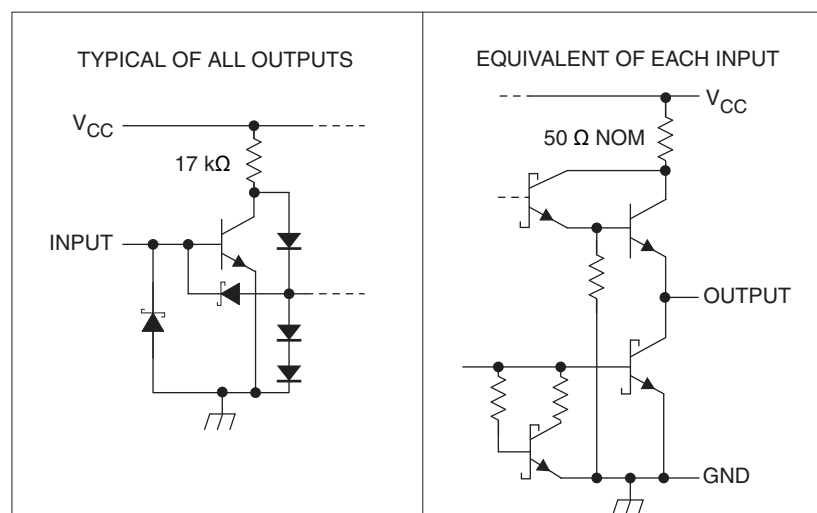 TYPICAL OF ALL OUTPUTS
VCC
17 kΩ
INPUT
EQUIVALENT OF EACH INPUT
VCC
50 Ω NOM
OUTPUT
GND